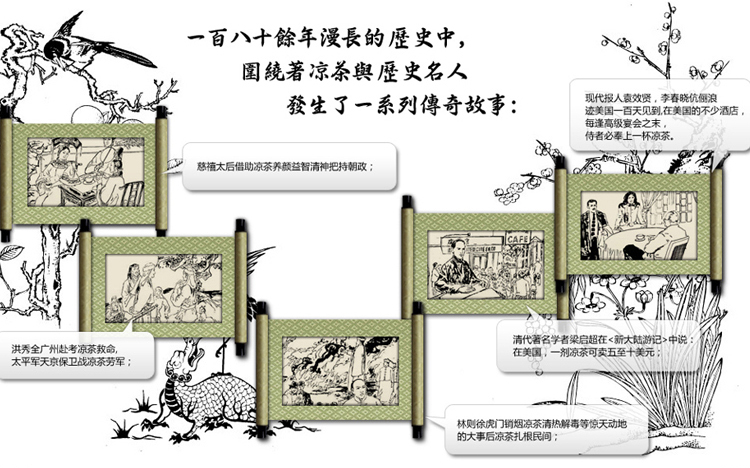 一百八十餘年漫長的歷史中，
圍繞著凉茶與歷史名人
發生了一系列傳奇故事：
现代报人袁效贤，李春晓伉俪浪
迹美国一百天见到,在美国的不少酒店，
每逢高级宴会之末，
侍者必奉上一杯凉茶。
慈禧太后借助凉茶养颜益智清神把持朝政；
CAFE
洪秀全广州赴考凉茶救命,
太平军天京保卫战凉茶劳军；
清代著名学者梁启超在<新大陆游记>中说：
在美国，一剂凉茶可卖五至十美元；
林则徐虎门销烟凉茶清热解毒等惊天动地
的大事后凉茶扎根民间；